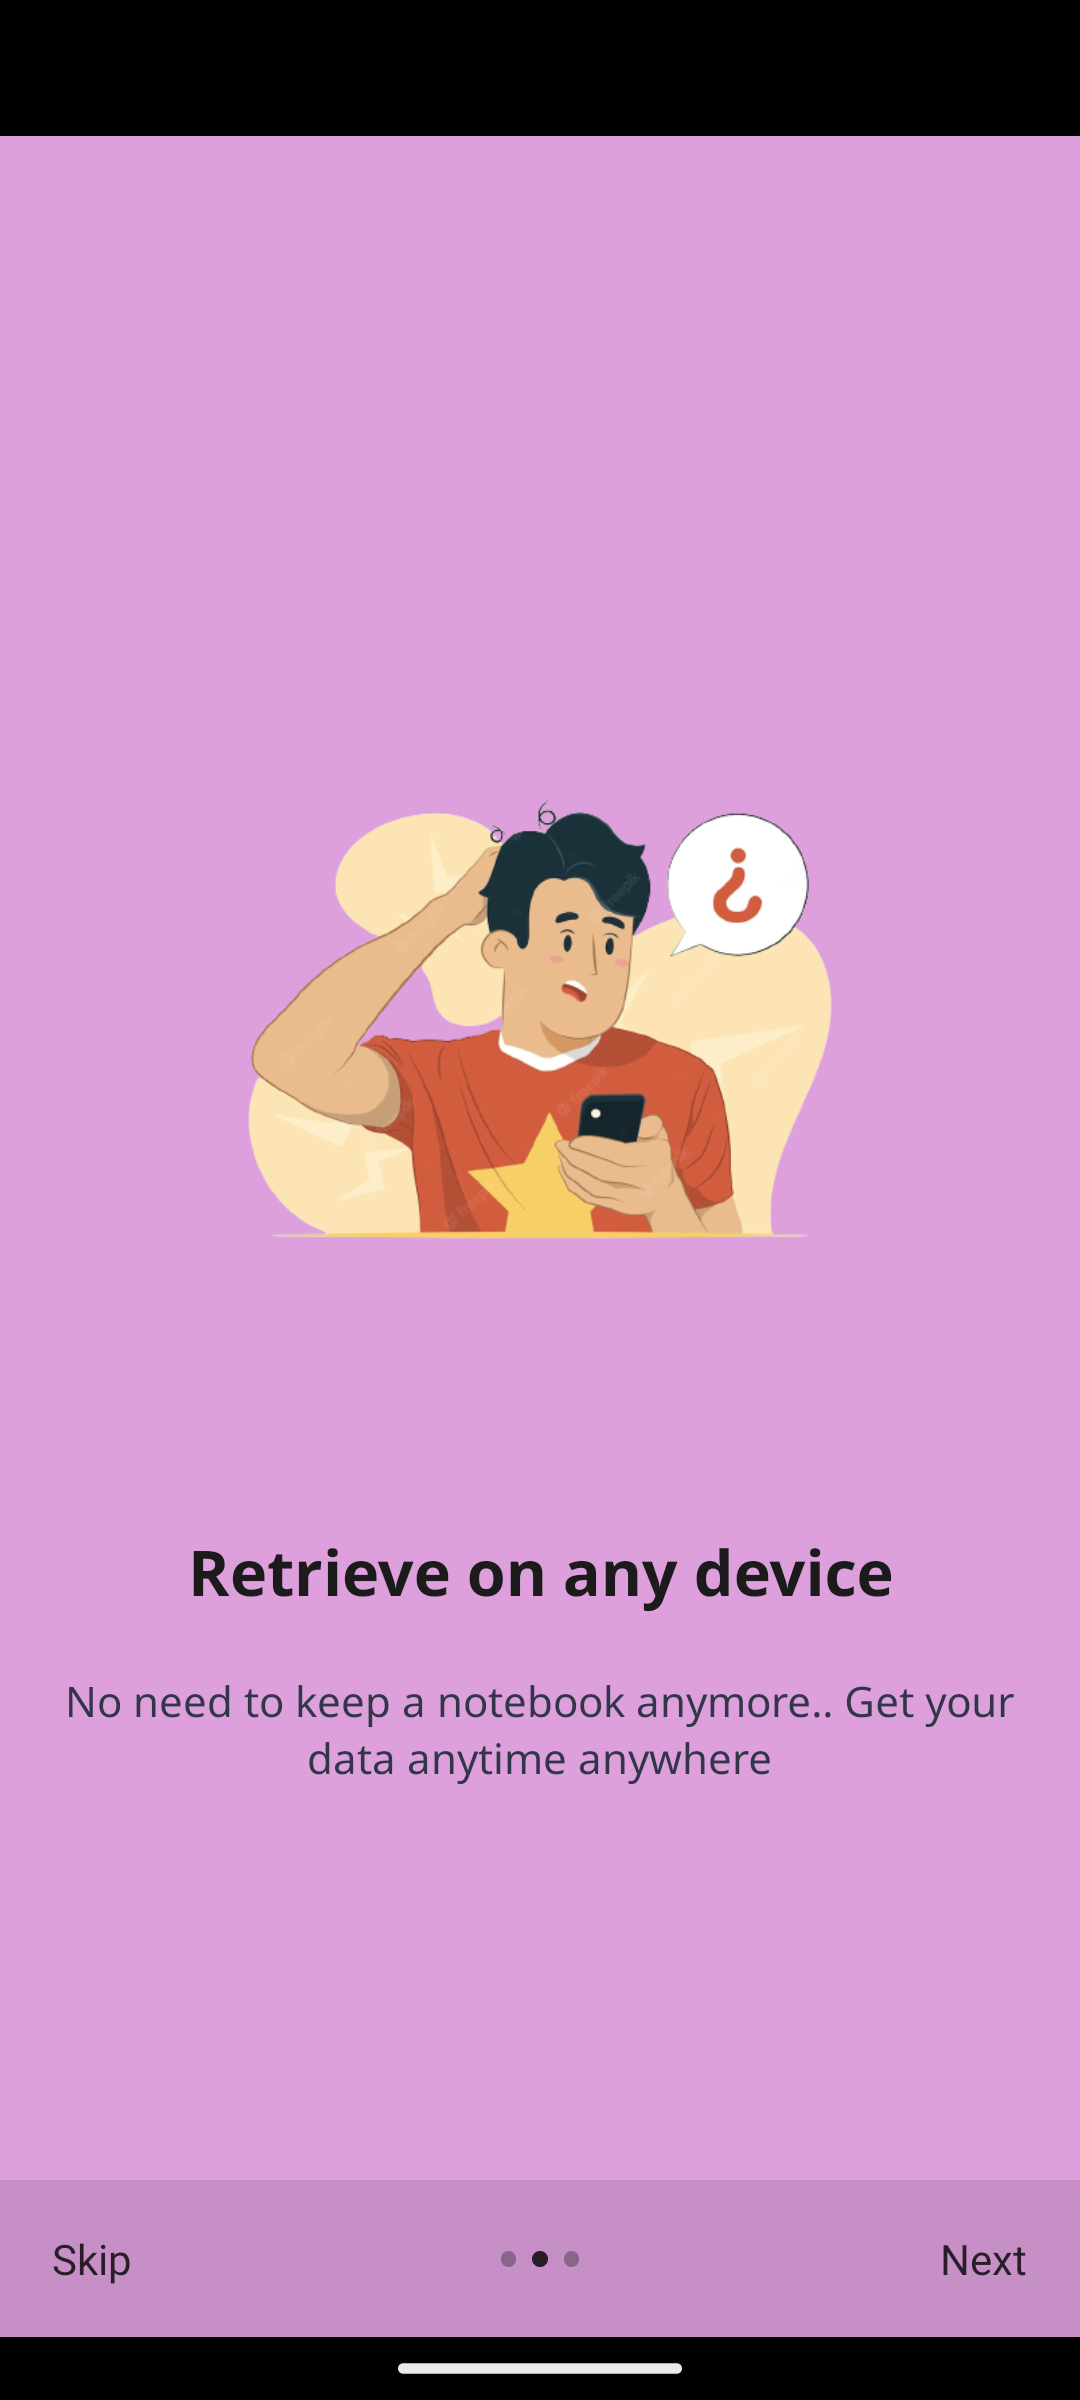 ¿
Retrieve on any device
No need to keep a notebook anymore.. Get your
data anytime anywhere
Skip
Next